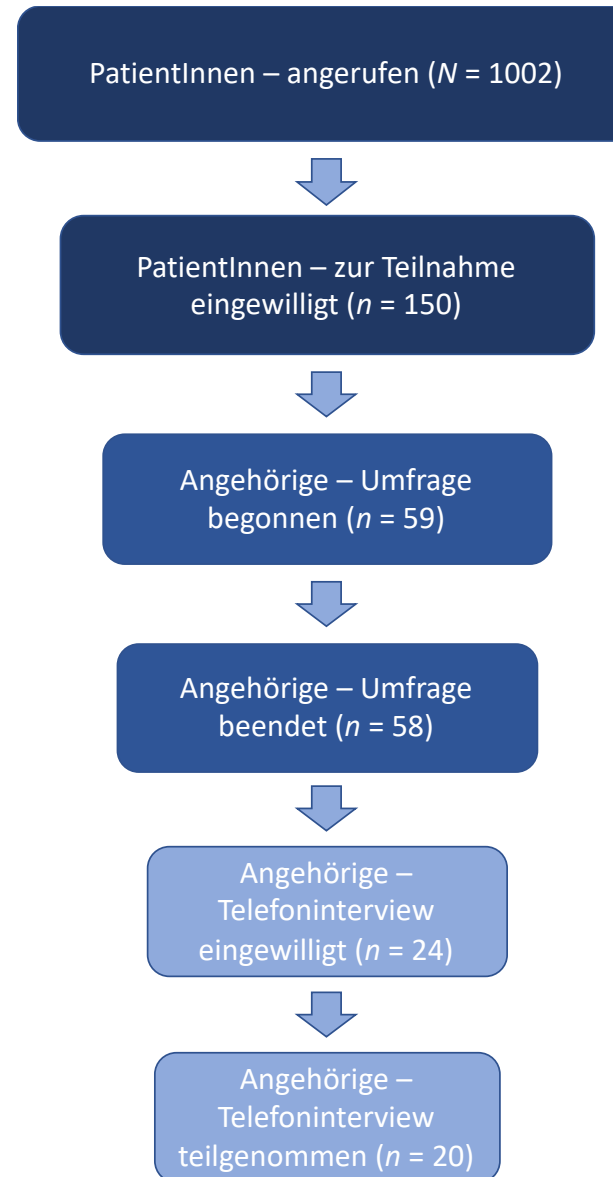 PatientInnen – angerufen (N = 1002)
PatientInnen – zur Teilnahme
eingewilligt (n = 150)
Angehörige – Umfrage
begonnen (n = 59)
Angehörige – Umfrage
beendet (n = 58)
Angehörige –
Telefoninterview
eingewilligt (n = 24)
Angehörige –
Telefoninterview
teilgenommen (n = 20)